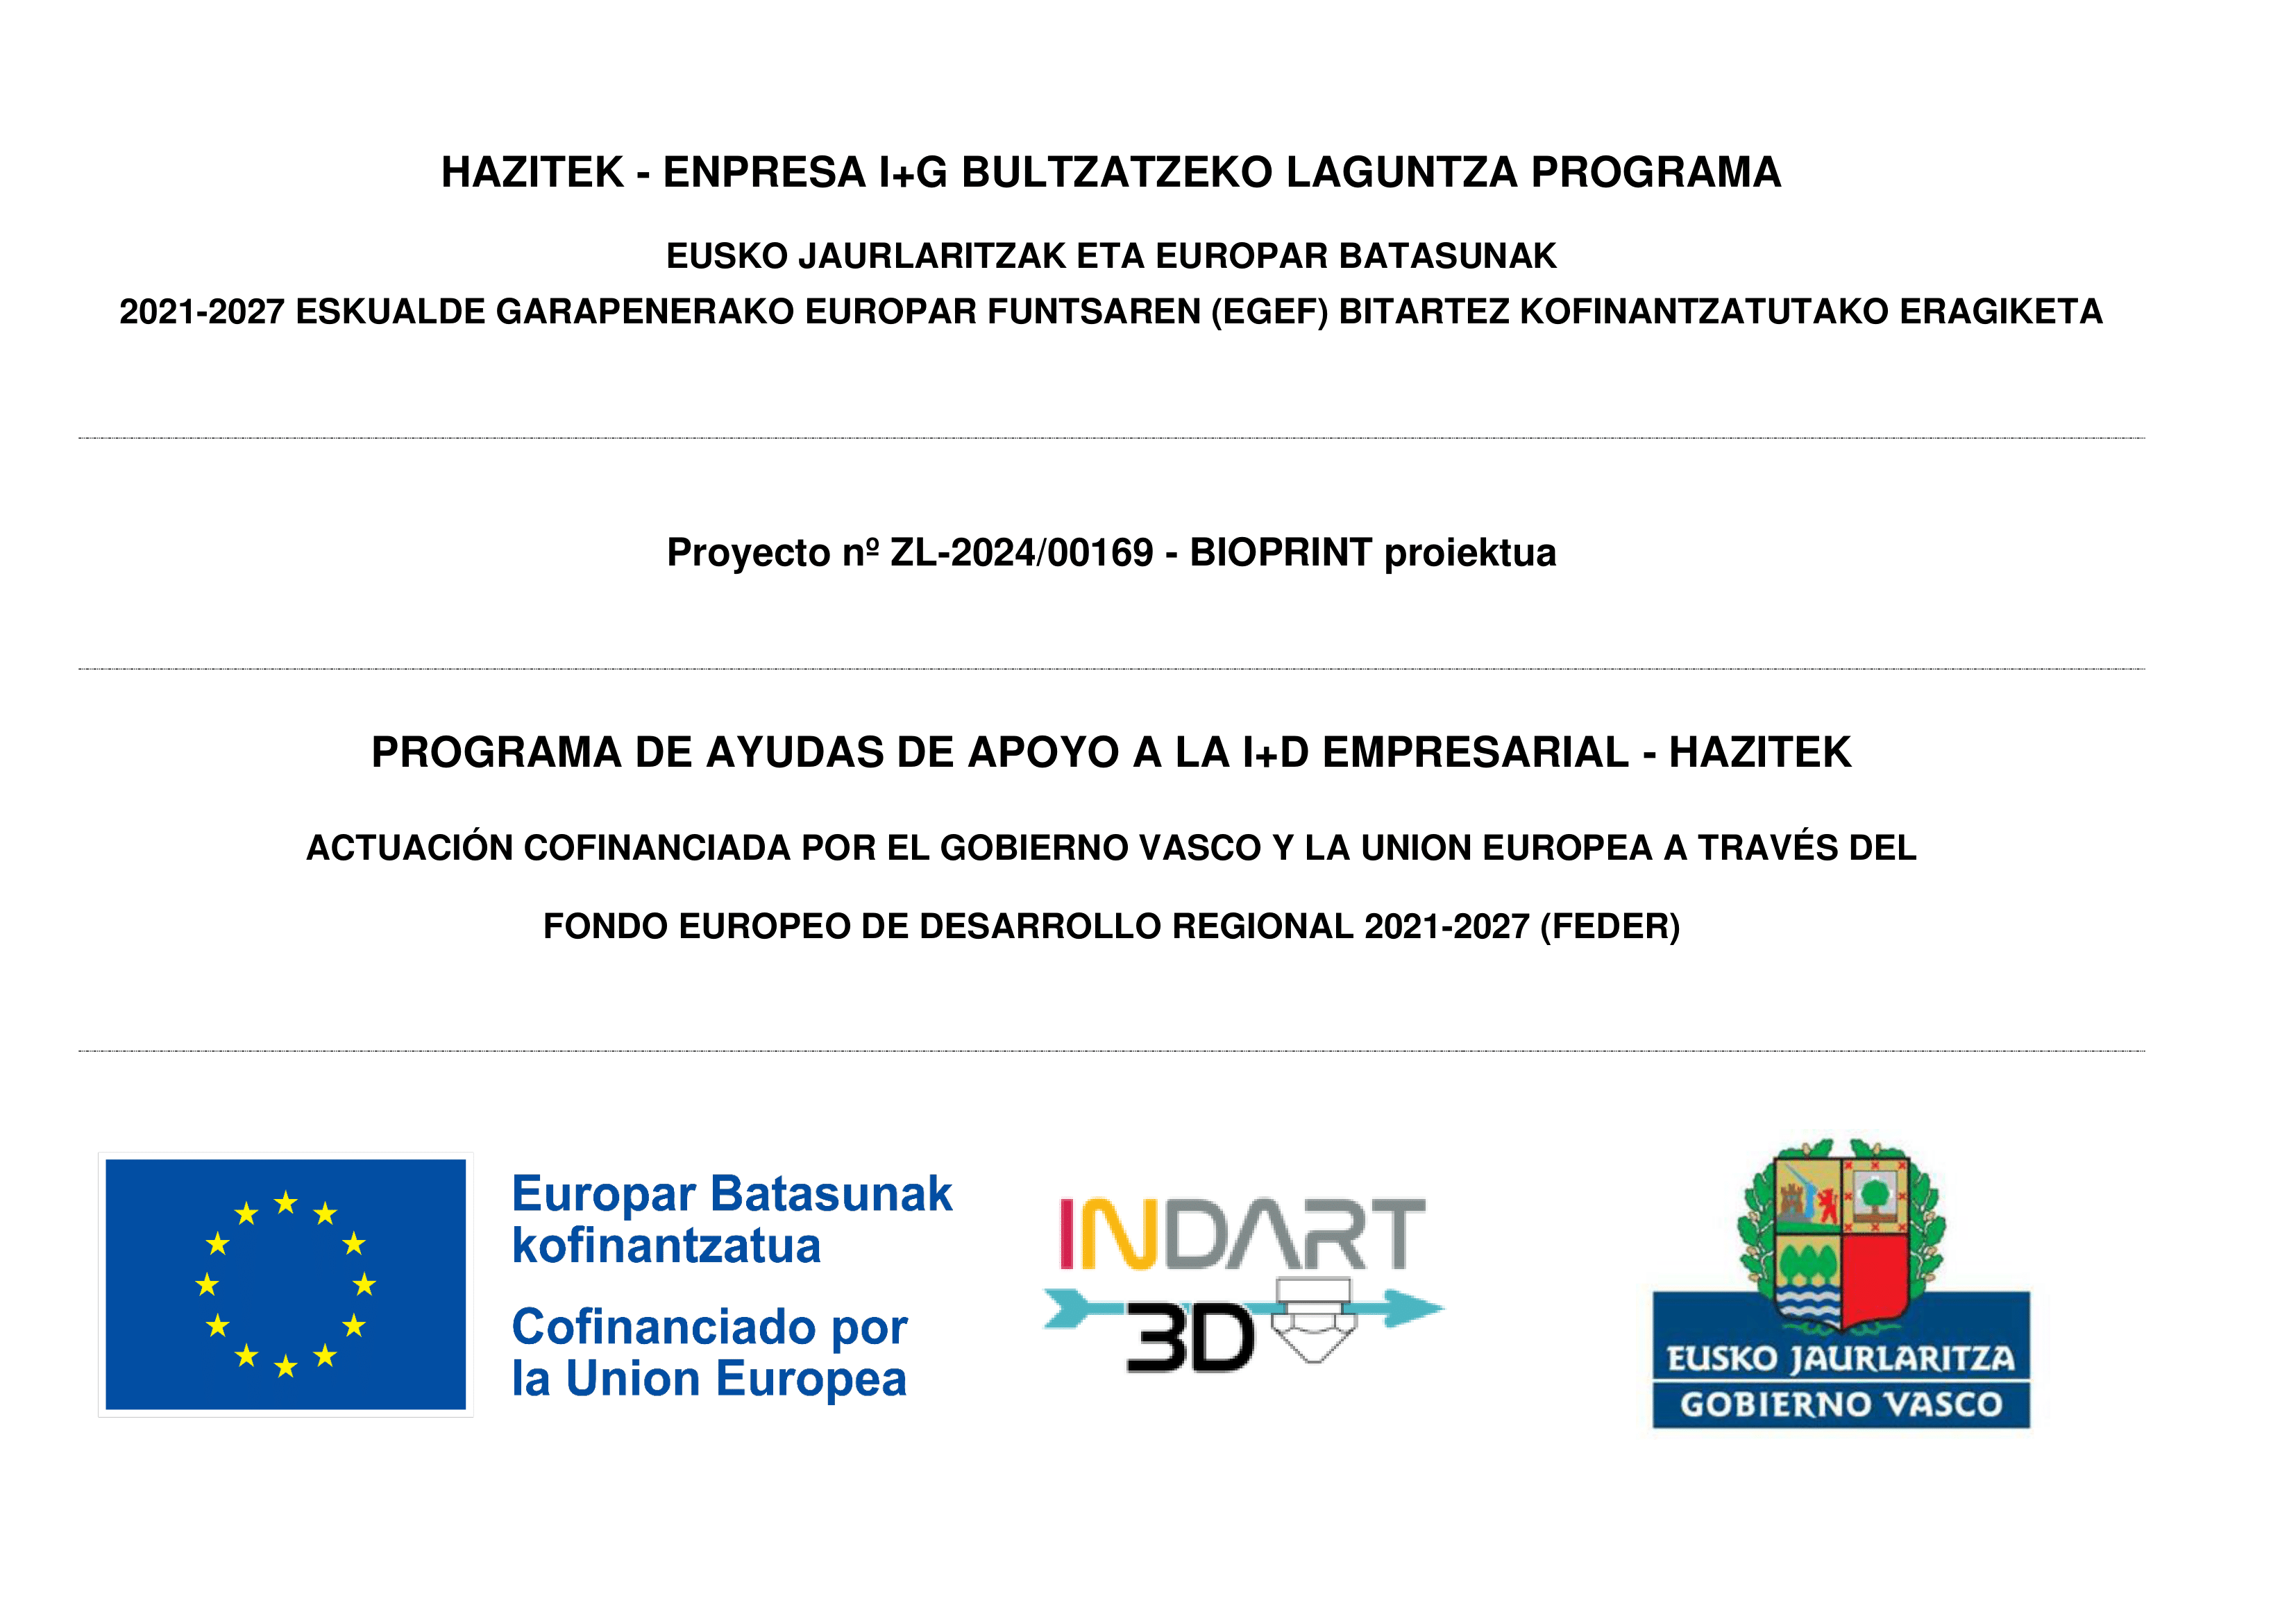 HAZITEK - ENPRESA I+G BULTZATZEKO LAGUNTZA PROGRAMA
EUSKO JAURLARITZAK ETA EUROPAR BATASUNAK
2021-2027 ESKUALDE GARAPENERAKO EUROPAR FUNTSAREN (EGEF) BITARTEZ KOFINANTZATUTAKO ERAGIKETA
Proyecto nº ZL-2024/00169 - BIOPRINT proiektua
PROGRAMA DE AYUDAS DE APOYO A LA I+D EMPRESARIAL - HAZITEK
ACTUACIÓN COFINANCIADA POR EL GOBIERNO VASCO Y LA UNION EUROPEA A TRAVÉS DEL
FONDO EUROPEO DE DESARROLLO REGIONAL 2021-2027 (FEDER)
Europar Batasunak
kofinantzatua
Cofinanciado por
la Union Europea
INDART
3D
EUSKO JAURLARITZA
GOBIERNO VASCO